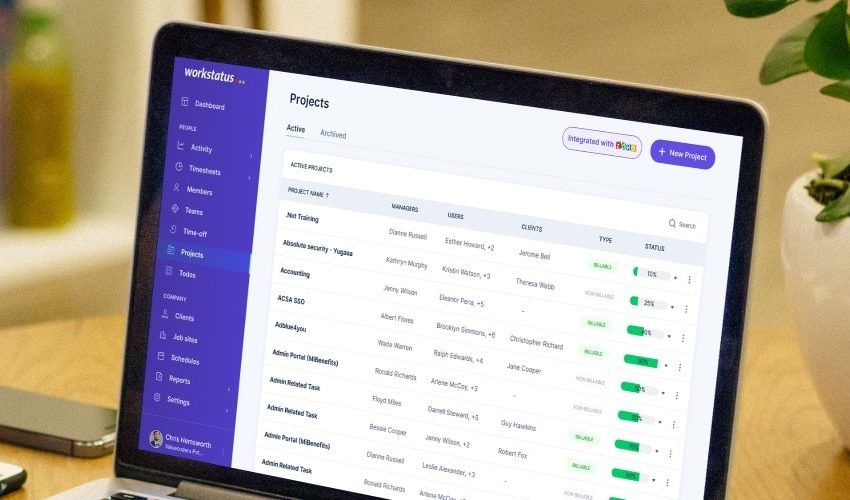 workstatus
Dashboard
PEOPLE
Activity
Timesheets
Members
Teams
Time-off
Projects
Todos
COMPANY
Clients
Job sites
Schedules
Reports
Settings
Chris Hemsworth
Valuecoders Pvt...
Projects
Active Archived
Integrated with ZOHO
+ New Project
ACTIVE PROJECTS
Search
PROJECT NAME ↑ MANAGERS USERS CLIENTS TYPE STATUS
.Net Training Dianne Russell Esther Howard, +2 Jerome Bell BILLABLE 10%
Absolute security - Yugasa Kathryn Murphy Kristin Watson, +3 Theresa Webb NON BILLABLE 25%
Accounting Jenny Wilson Eleanor Pena, +5 - BILLABLE
ACSA SSO Albert Flores Brooklyn Simmons, +6 Christopher Richard BILLABLE
Adblue4you Wade Warren Ralph Edwards, +4 Jane Cooper NON BILLABLE
Admin Portal (MiBenefits) Ronald Richards Arlene McCoy, +3 - NON BILLABLE
Admin Related Task Floyd Miles Darrell Steward, +5 Guy Hawkins BILLABLE
Admin Related Task Bessie Cooper Jenny Wilson, +2 Robert Fox BILLABLE
Admin Portal (MiBenefits) Dianne Russell Leslie Alexander, +3 - NON BILLABLE
Admin Related Task Ronald Richards Arlene McCoy